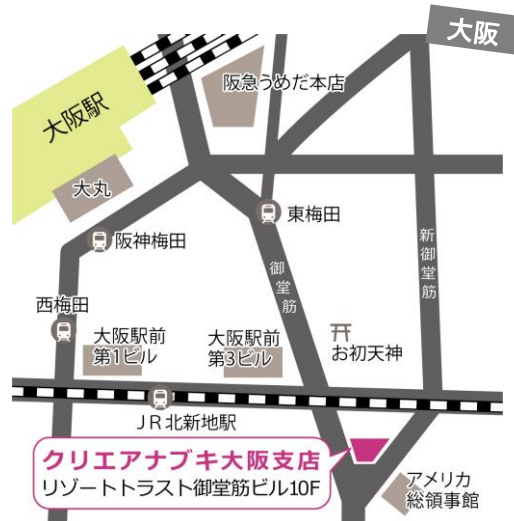 大阪
阪急うめだ本店
大阪駅
大丸
東梅田
阪神梅田
新御堂筋
御堂筋
西梅田
大阪駅前
第1ビル
大阪駅前
第3ビル
お初天神
JR北新地駅
クリエアナブキ大阪支店
リゾートトラスト御堂筋ビル10F
アメリカ
総領事館